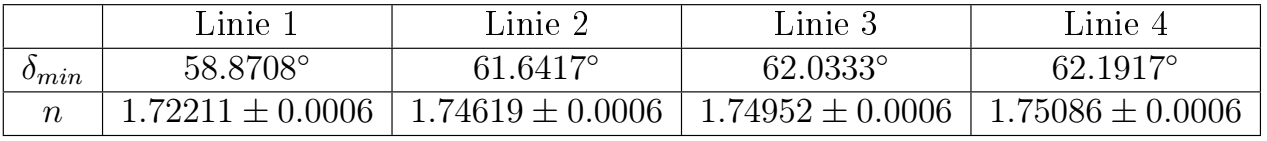 Linie 1 Linie 2 Linie 3 Linie 4
δmin 58.8708° 61.6417° 62.0333° 62.1917°
n 1.72211 ± 0.0006 1.74619 ± 0.0006 1.74952 ± 0.0006 1.75086 ± 0.0006